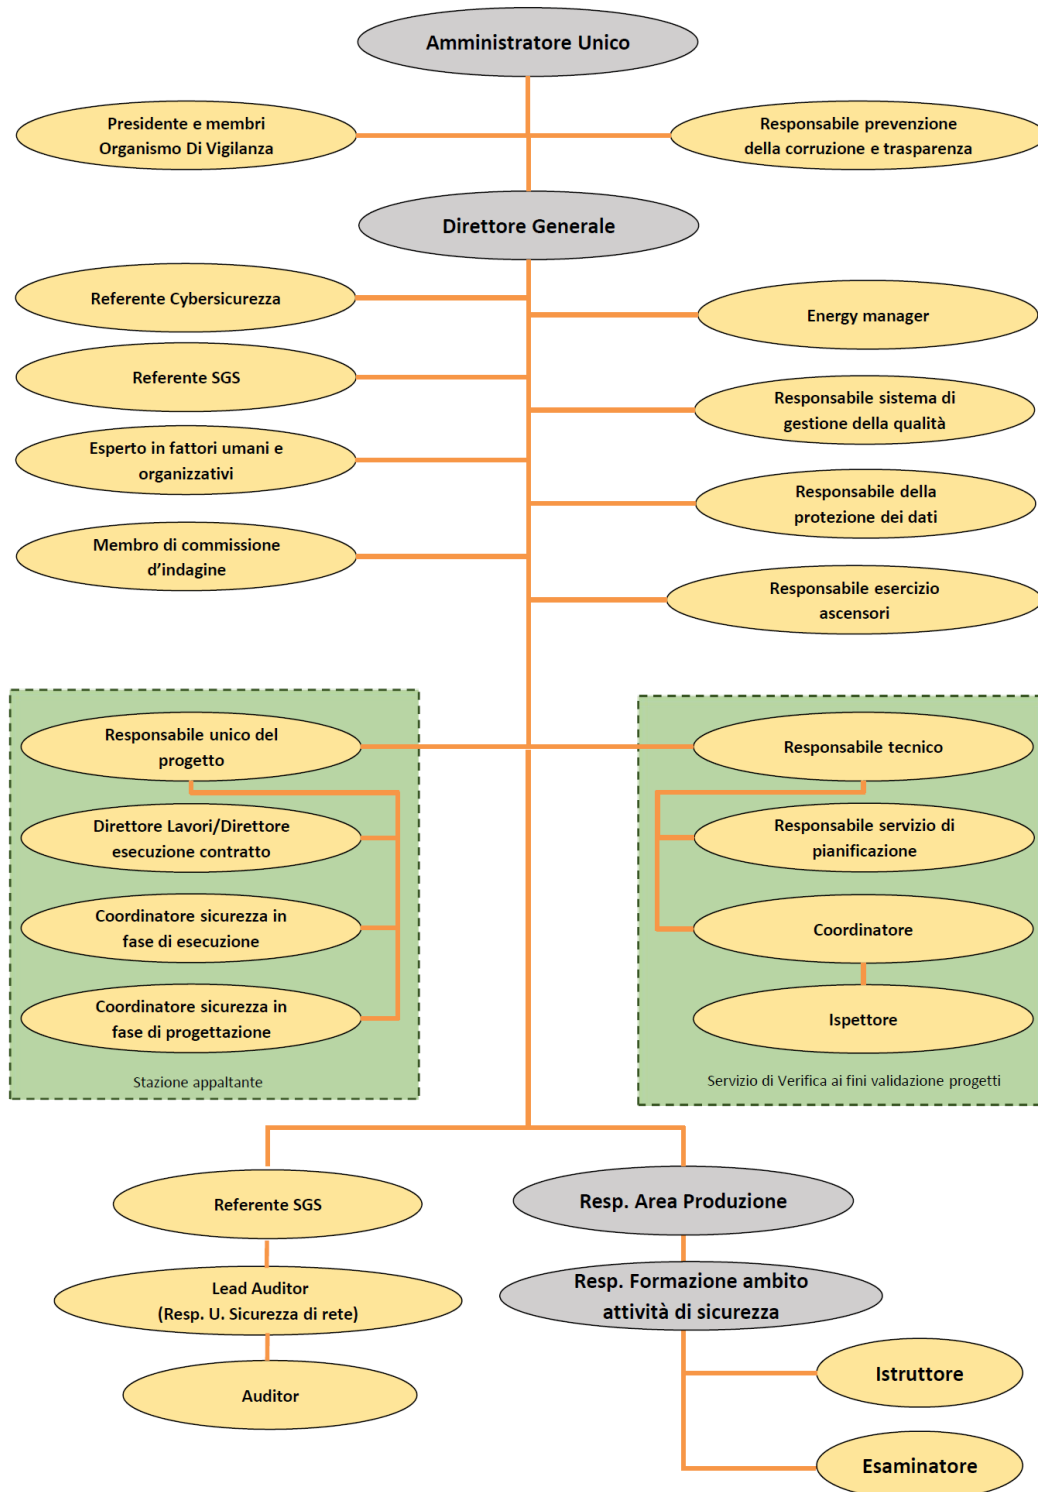 Amministratore Unico
Presidente e membri
Organismo Di Vigilanza
Responsabile prevenzione
della corruzione e trasparenza
Direttore Generale
Referente Cybersicurezza
Energy manager
Referente SGS
Responsabile sistema di
gestione della qualità
Esperto in fattori umani e
organizzativi
Responsabile della
protezione dei dati
Membro di commissione
d’indagine
Responsabile esercizio
ascensori
Responsabile unico del
progetto
Direttore Lavori/Direttore
esecuzione contratto
Coordinatore sicurezza in
fase di esecuzione
Coordinatore sicurezza in
fase di progettazione
Stazione appaltante
Responsabile tecnico
Responsabile servizio di
pianificazione
Coordinatore
Ispettore
Servizio di Verifica ai fini validazione progetti
Referente SGS
Lead Auditor
(Resp. U. Sicurezza di rete)
Auditor
Resp. Area Produzione
Resp. Formazione ambito
attività di sicurezza
Istruttore
Esaminatore